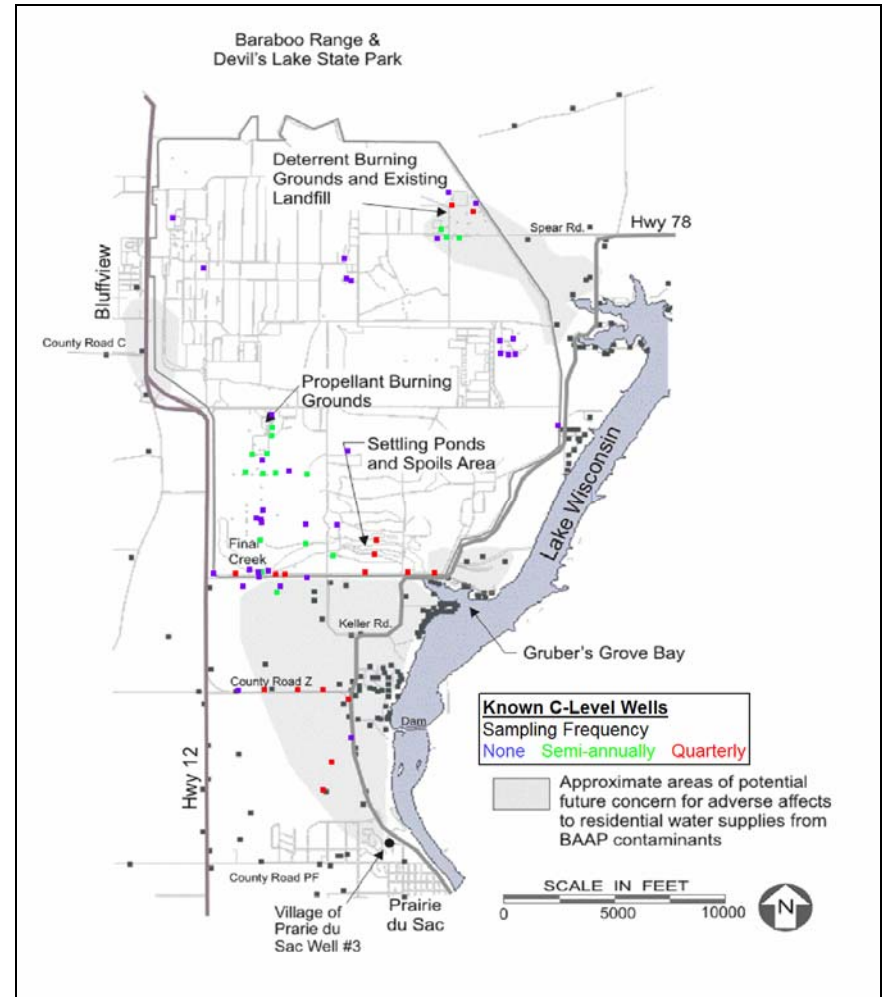 Baraboo Range &
Devil's Lake State Park
Deterrent Burning
Grounds and Existing
Landfill
Spear Rd.
Hwy 78
Bluffview
County Road C
Propellant Burning
Grounds
Settling Ponds
and Spoils Area
Lake Wisconsin
Final
Creek
Keller Rd.
Gruber's Grove Bay
County Road Z
Dam
Hwy 12
Known C-Level Wells
Sampling Frequency
None Semi-annually Quarterly
Approximate areas of potential
future concern for adverse affects
to residential water supplies from
BAAP contaminants
County Road PF
Village of
Prarie du
Sac Well #3
Prairie
du Sac
SCALE IN FEET
0 5000 10000
N